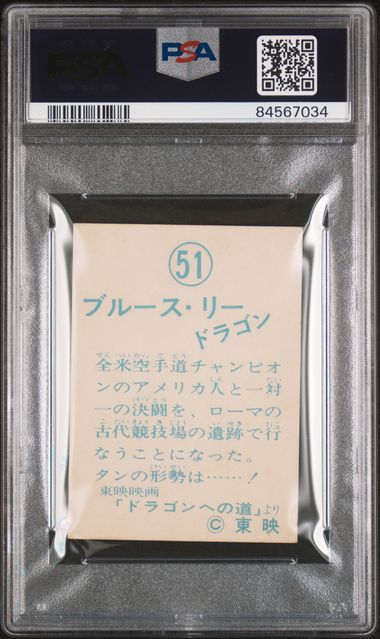 PSA
PSA
84567034
51
ブルース・リー
ドラゴン
全米空手道チャンピオ
ンのアメリカ人と一対
一の決闘を、ローマの
古代競技場の遺跡で行
なうことになった。
タンの形勢は……!
東映映画
「ドラゴンへの道」より
© 東映